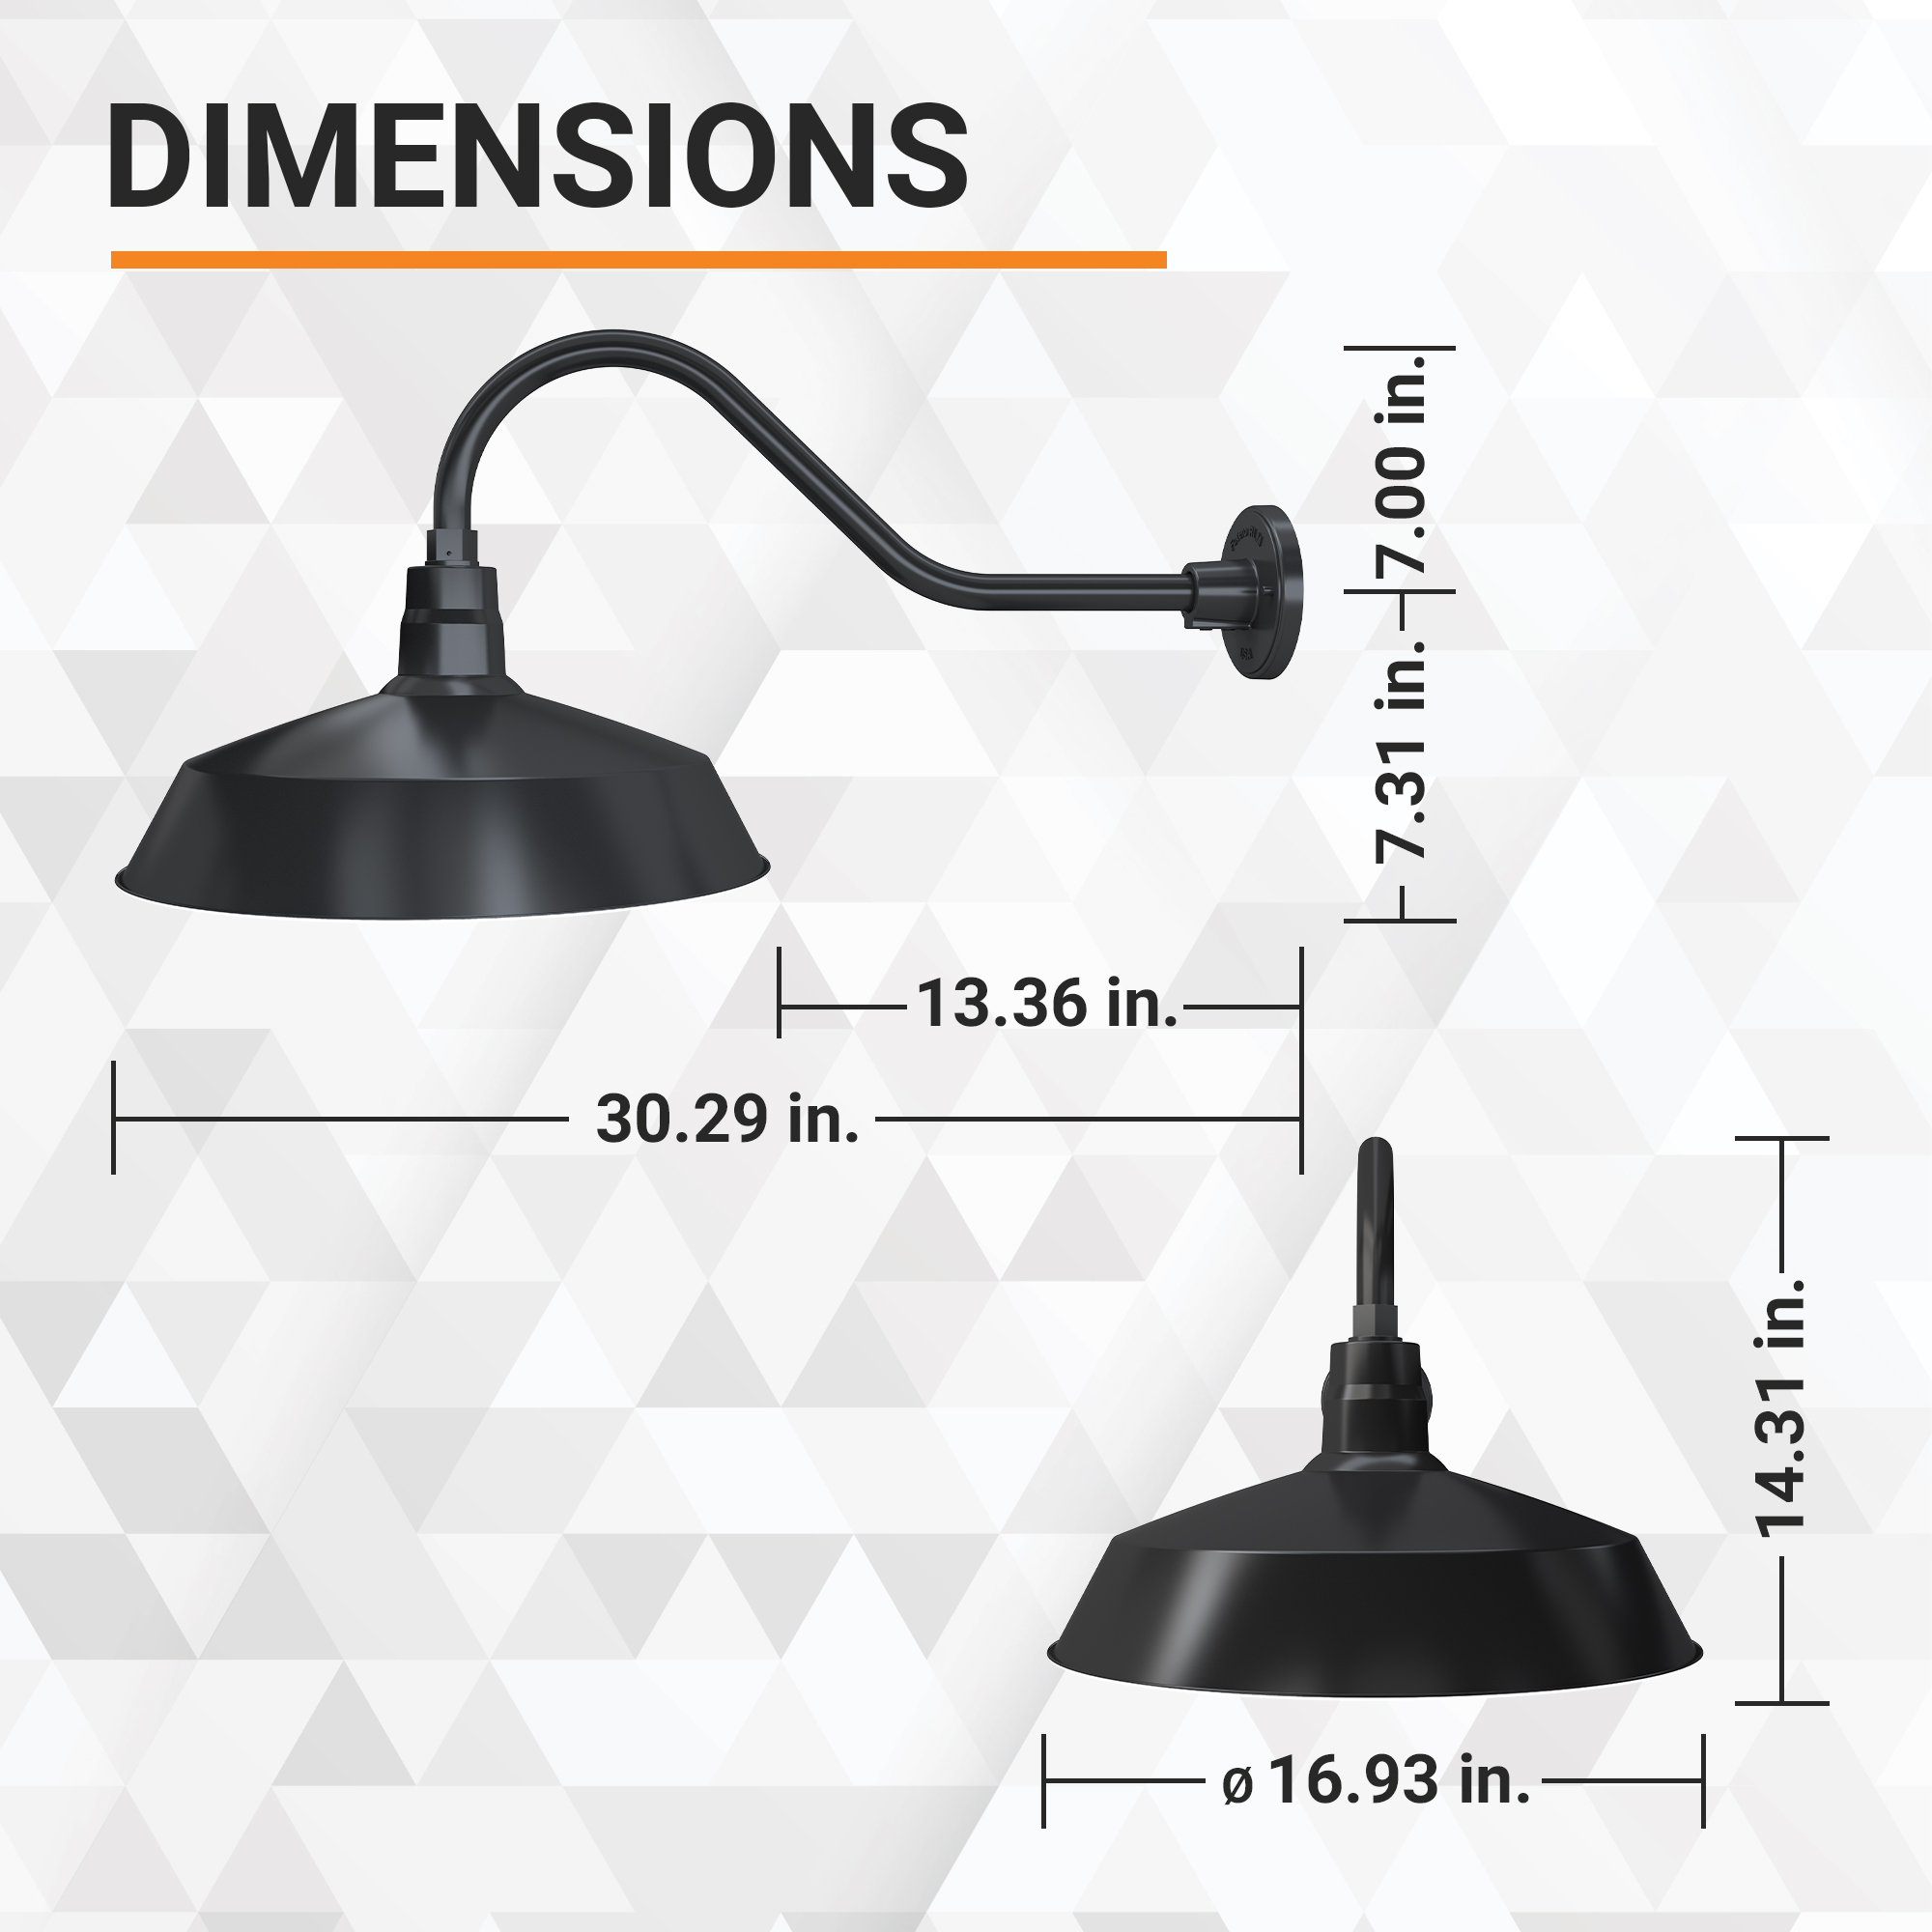 DIMENSIONS
7.00 in.
7.31 in.
13.36 in.
30.29 in.
14.31 in.
ø 16.93 in.